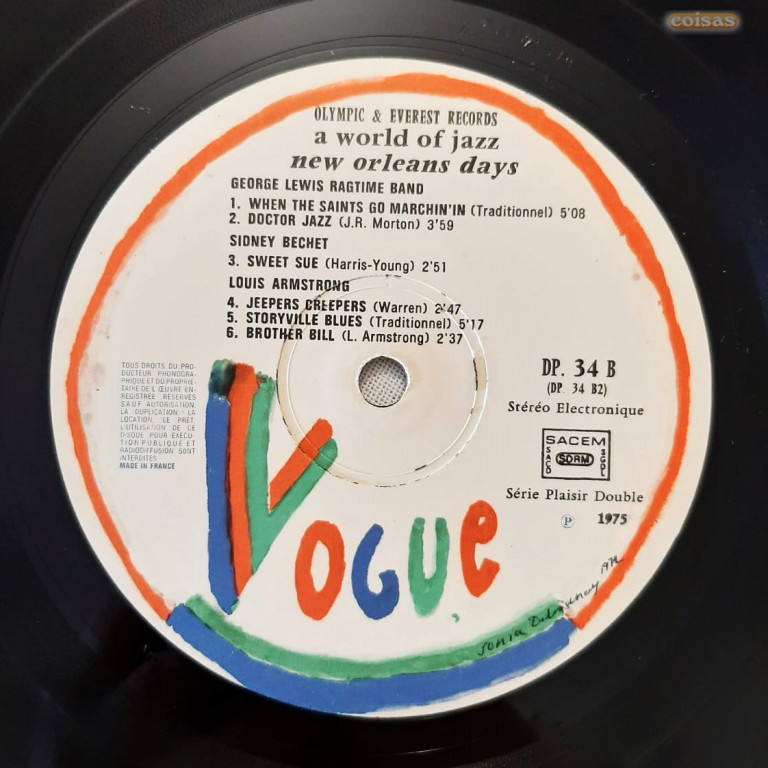 coisas
OLYMPIC & EVEREST RECORDS
a world of jazz
new orleans days
GEORGE LEWIS RAGTIME BAND
1. WHEN THE SAINTS GO MARCHIN'IN (Traditionnel) 5'08
2. DOCTOR JAZZ (J.R. Morton) 3'59
SIDNEY BECHET
3. SWEET SUE (Harris-Young) 2'51
LOUIS ARMSTRONG
4. JEEPERS CREEPERS (Warren) 2'47
5. STORYVILLE BLUES (Traditionnel) 5'17
6. BROTHER BILL (L. Armstrong) 2'37
TOUS DROITS DU PRO-
DUCTEUR PHONOGRA-
PHIQUE ET DU PROPRIE-
TAIRE DE L'ŒUVRE EN-
REGISTREE RESERVES
SAUF AUTORISATION,
LA DUPLICATION, LA
LOCATION, LE PRET,
L'UTILISATION DE CE
DISQUE POUR EXECU-
TION PUBLIQUE ET
RADIODIFFUSION SONT
INTERDITES
MADE IN FRANCE
DP. 34 B
(DP. 34 B2)
Stéréo Electronique
SACEM
SACD
SDRM
SGDL
Série Plaisir Double
℗ 1975
VOGUE
Sonia Delaunay